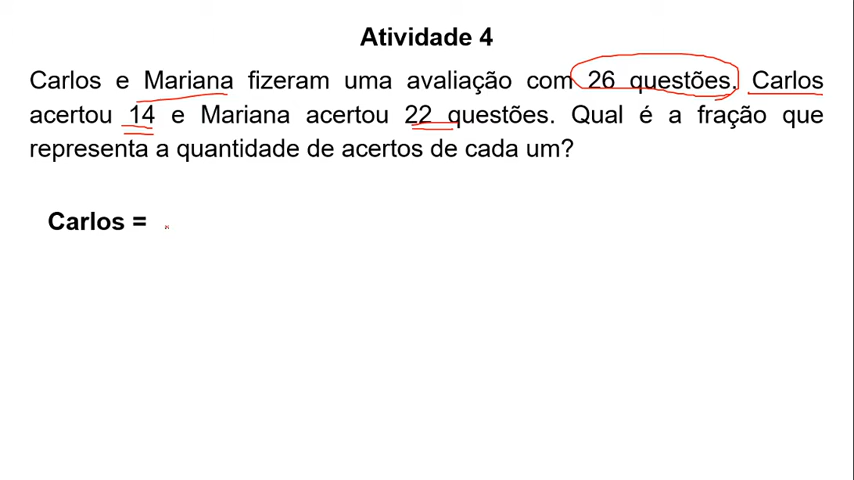 Atividade 4
Carlos e Mariana fizeram uma avaliação com 26 questões. Carlos
acertou 14 e Mariana acertou 22 questões. Qual é a fração que
representa a quantidade de acertos de cada um?
Carlos =